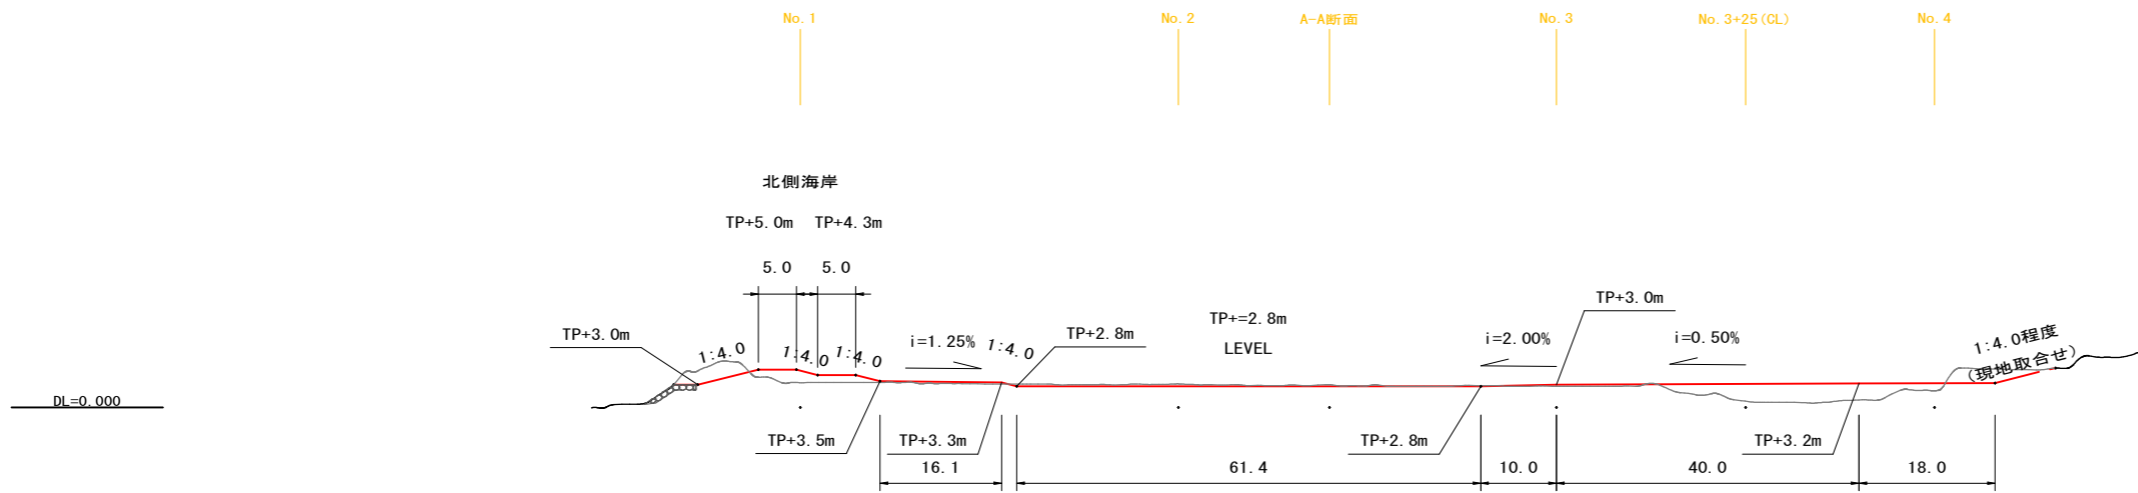 No.1
No.2
A-A断面
No.3
No.3+25(CL)
No.4
北側海岸
TP+5.0m
TP+4.3m
5.0
5.0
TP+3.0m
1:4.0
1:4.0
1:4.0
i=1.25%
1:4.0
TP+2.8m
TP+=2.8m
LEVEL
i=2.00%
TP+3.0m
i=0.50%
1:4.0程度
(現地取合せ)
DL=0.000
TP+3.5m
TP+3.3m
TP+2.8m
TP+3.2m
16.1
61.4
10.0
40.0
18.0